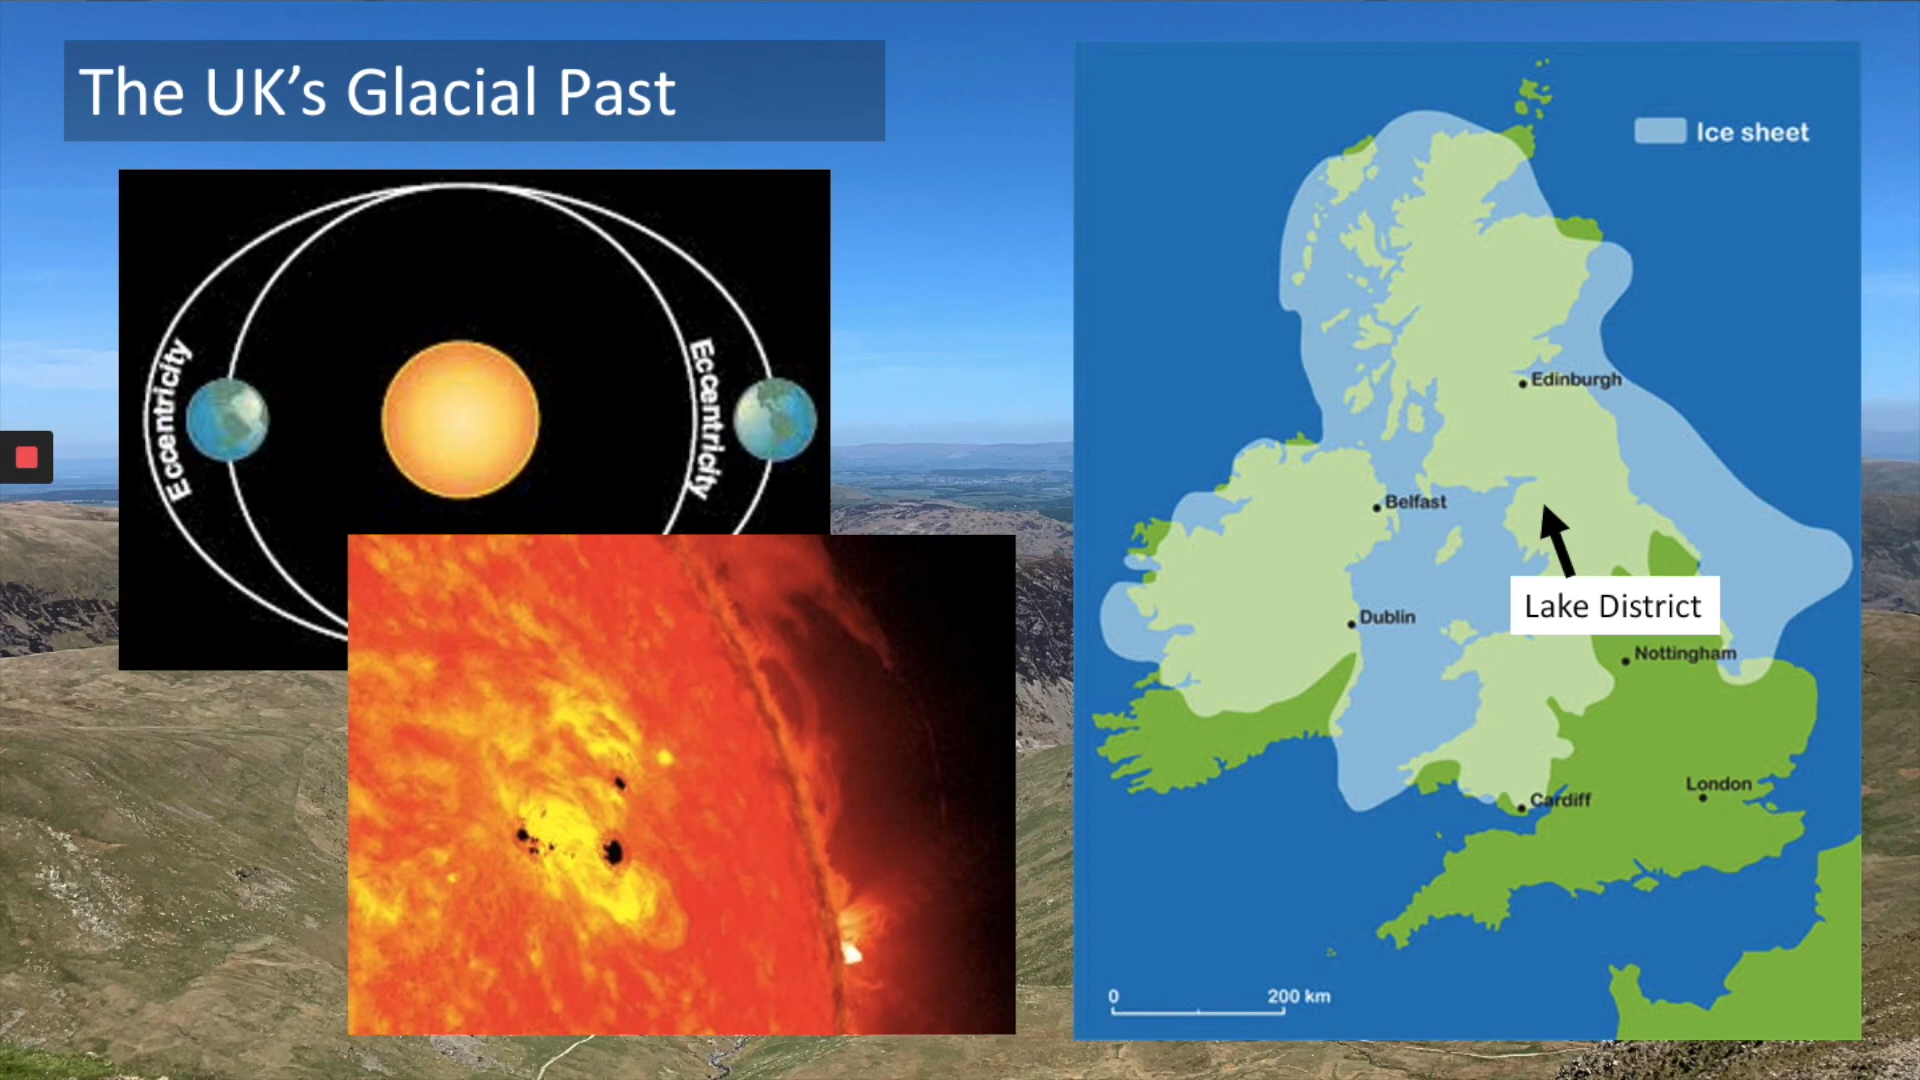 The UK’s Glacial Past
Eccentricity
Eccentricity
Ice sheet
Edinburgh
Belfast
Lake District
Dublin
Nottingham
London
Cardiff
0 200 km